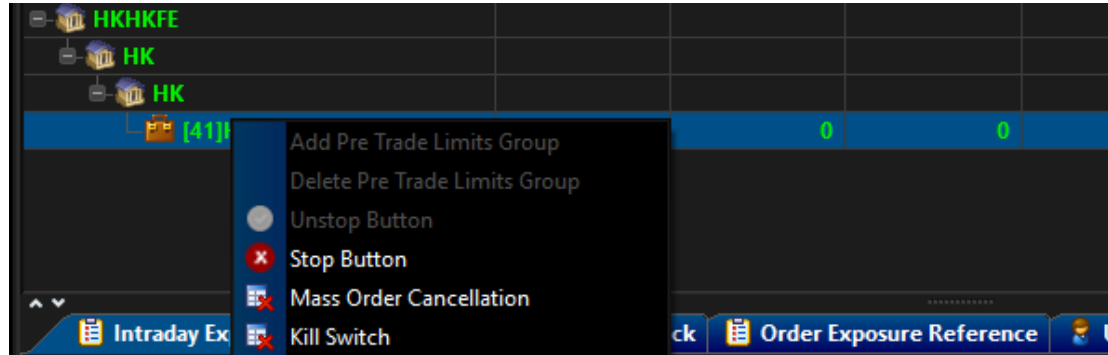 HKHKFE
HK
HK
[41]H
0
0
Add Pre Trade Limits Group
Delete Pre Trade Limits Group
Unstop Button
Stop Button
Mass Order Cancellation
Kill Switch
Intraday Ex
ck
Order Exposure Reference